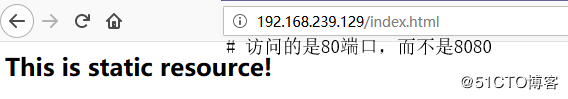 192.168.239.129/index.html
# 访问的是80端口，而不是8080
This is static resource!
@51CTO博客